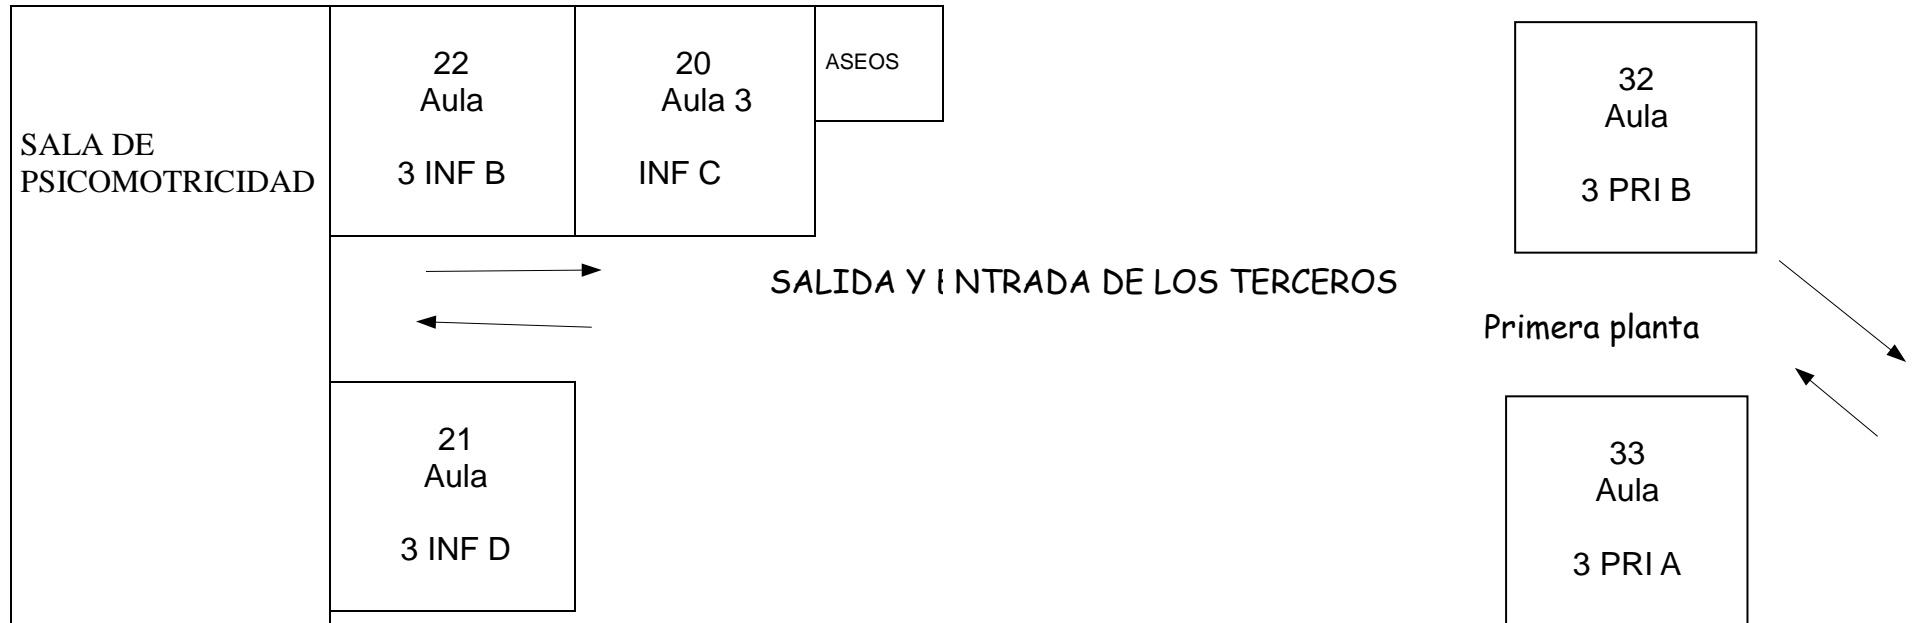 SALA DE
PSICOMOTRICIDAD
22
Aula
3 INF B
20
Aula 3
INF C
ASEOS
32
Aula
3 PRI B
SALIDA Y ENTRADA DE LOS TERCEROS
Primera planta
21
Aula
3 INF D
33
Aula
3 PRI A